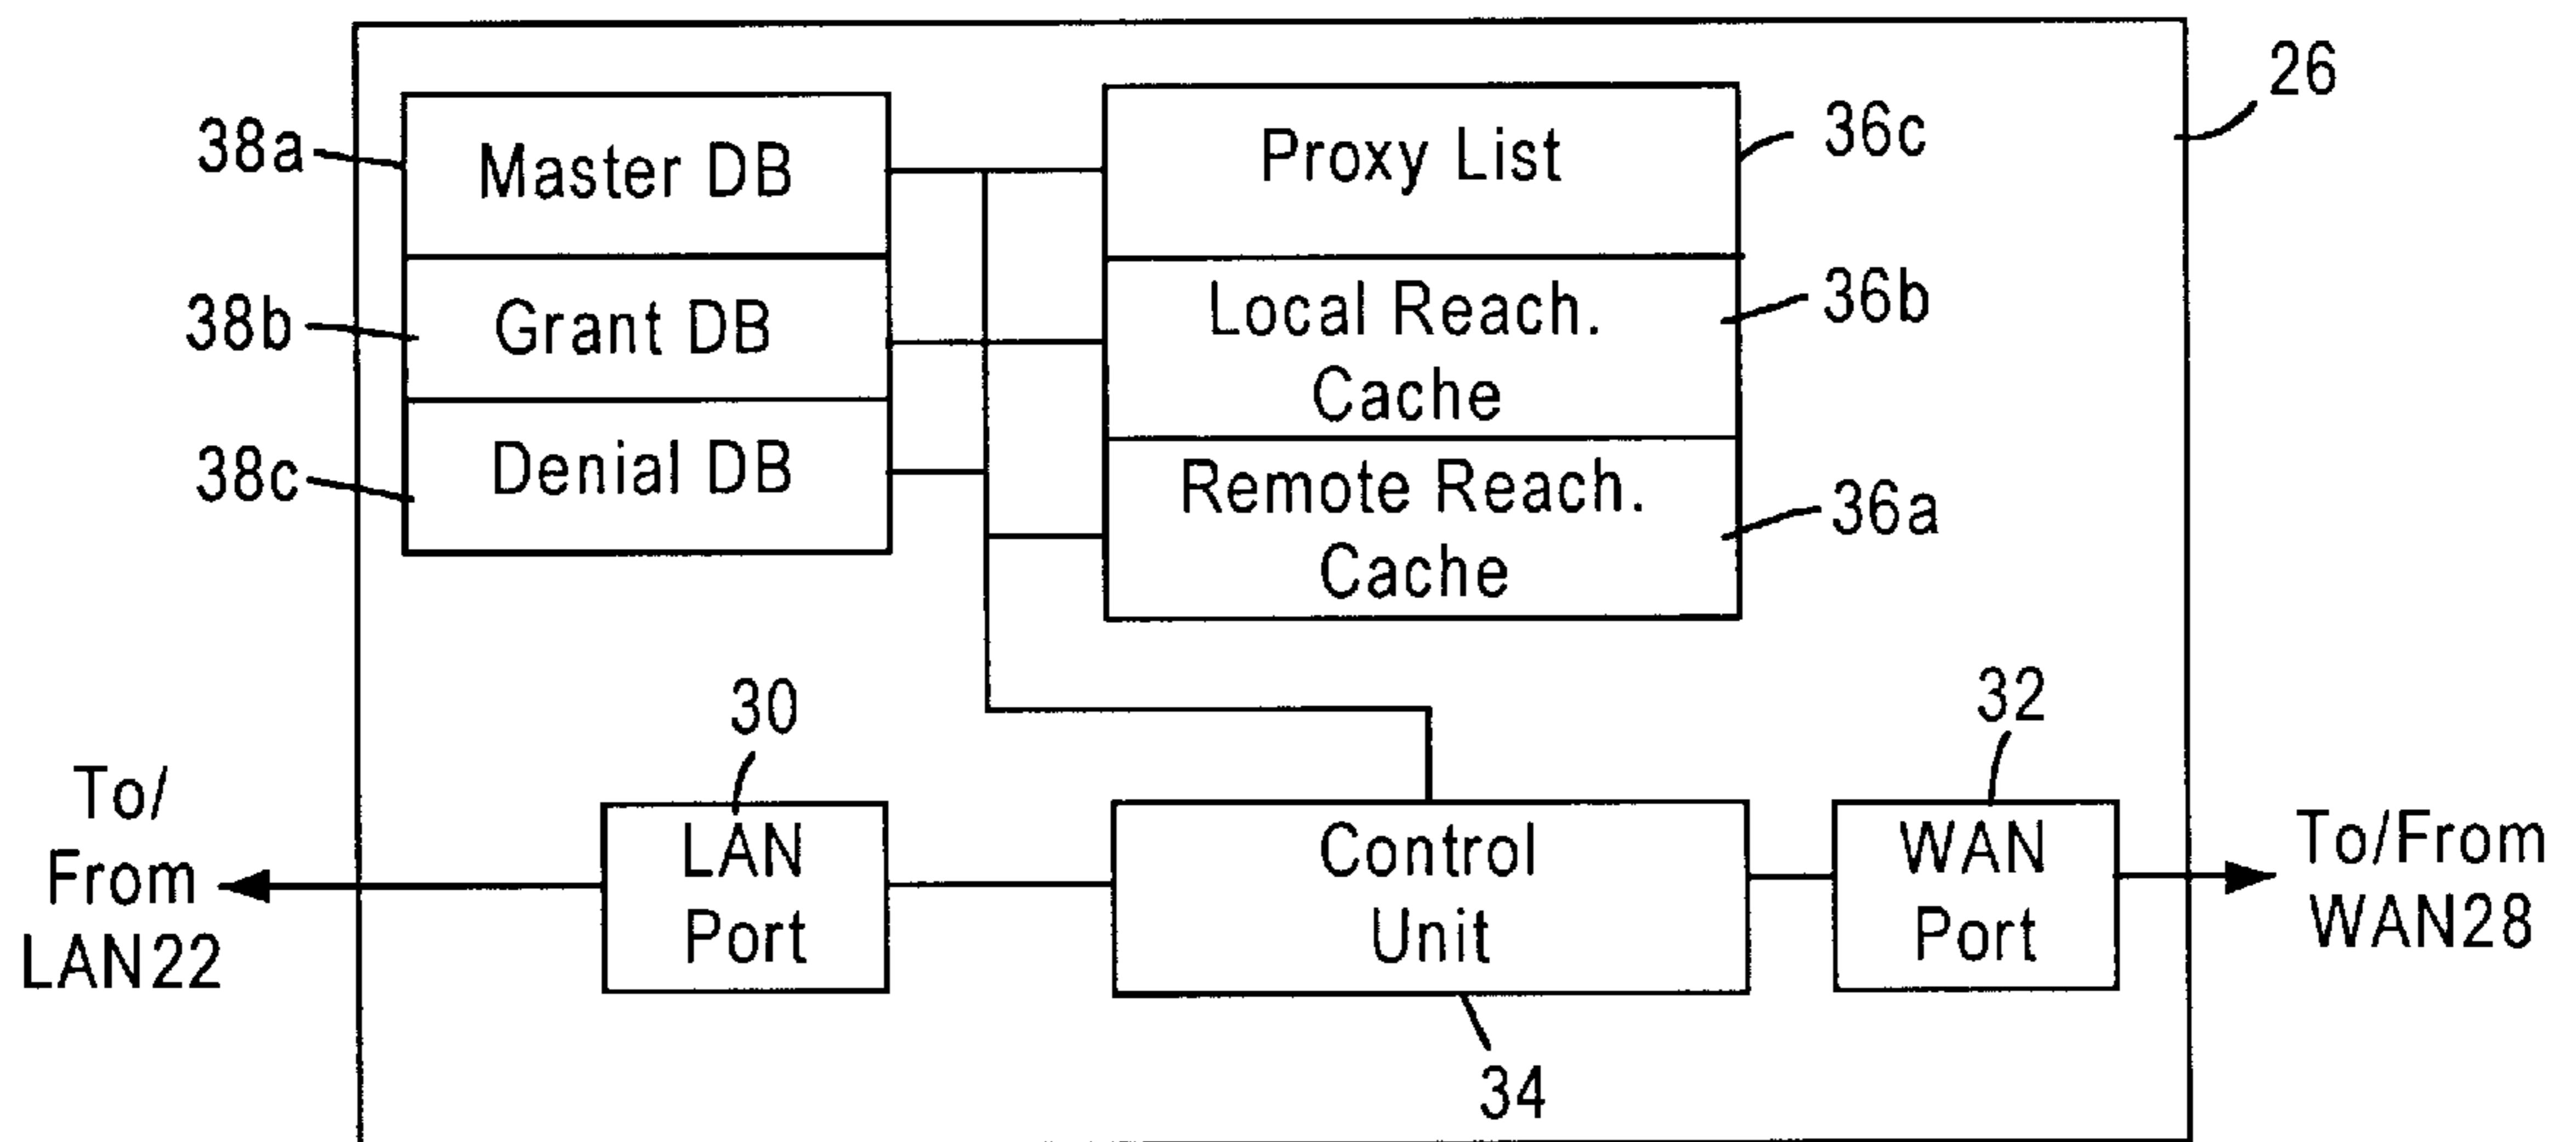 26
38a
Master DB
Proxy List
36c
38b
Grant DB
Local Reach.
Cache
36b
38c
Denial DB
Remote Reach.
Cache
36a
30
32
To/
From
LAN22
LAN
Port
Control
Unit
WAN
Port
To/From
WAN28
34